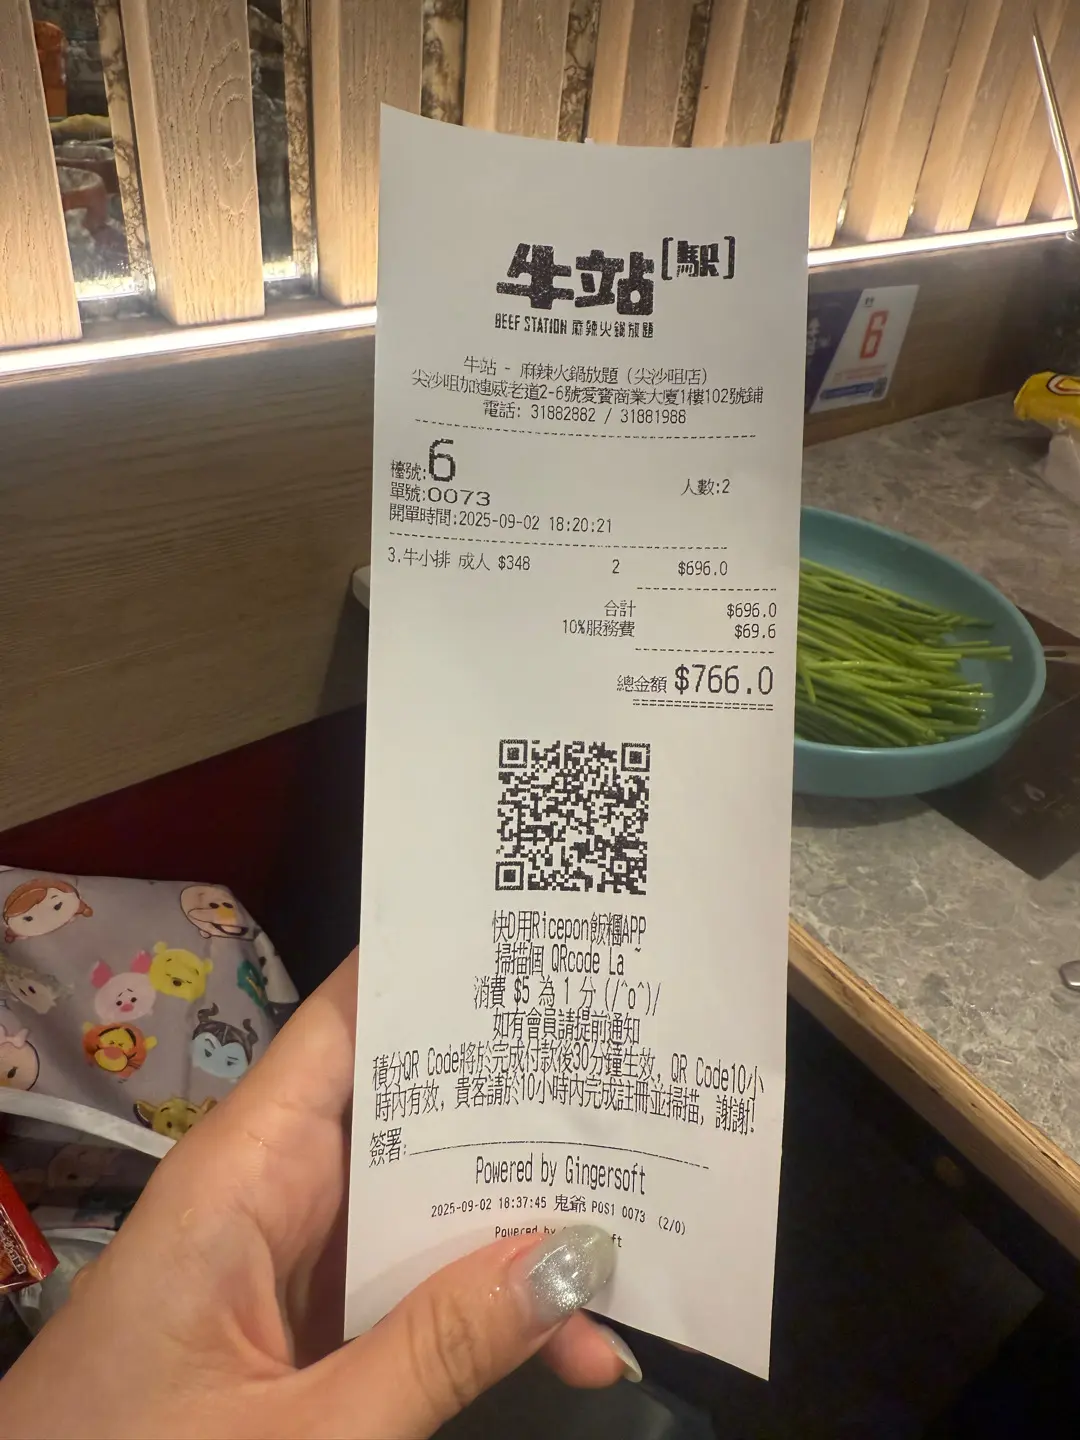 牛站[駅]
BEEF STATION 麻辣火鍋放題
牛站 - 麻辣火鍋放題（尖沙咀店）
尖沙咀加連威老道2-6號愛賓商業大廈1樓102號鋪
電話: 31882882 / 31881988
檯號:6
人數:2
單號:0073
開單時間:2025-09-02 18:20:21
3.牛小排 成人 $348 2 $696.0
合計 $696.0
10%服務費 $69.6
總金額 $766.0
快D用Ricepon飯糰APP
掃描個 QRcode La ~
消費 $5 為 1 分 (/^o^)/
如有會員請提前通知
積分QR Code將於完成付款後30分鐘生效, QR Code10小
時內有效, 貴客請於10小時內完成註冊並掃描, 謝謝!
簽署:
Powered by Gingersoft
2025-09-02 18:37:45 鬼爺 POS1 0073 (2/0)
Powered by
6